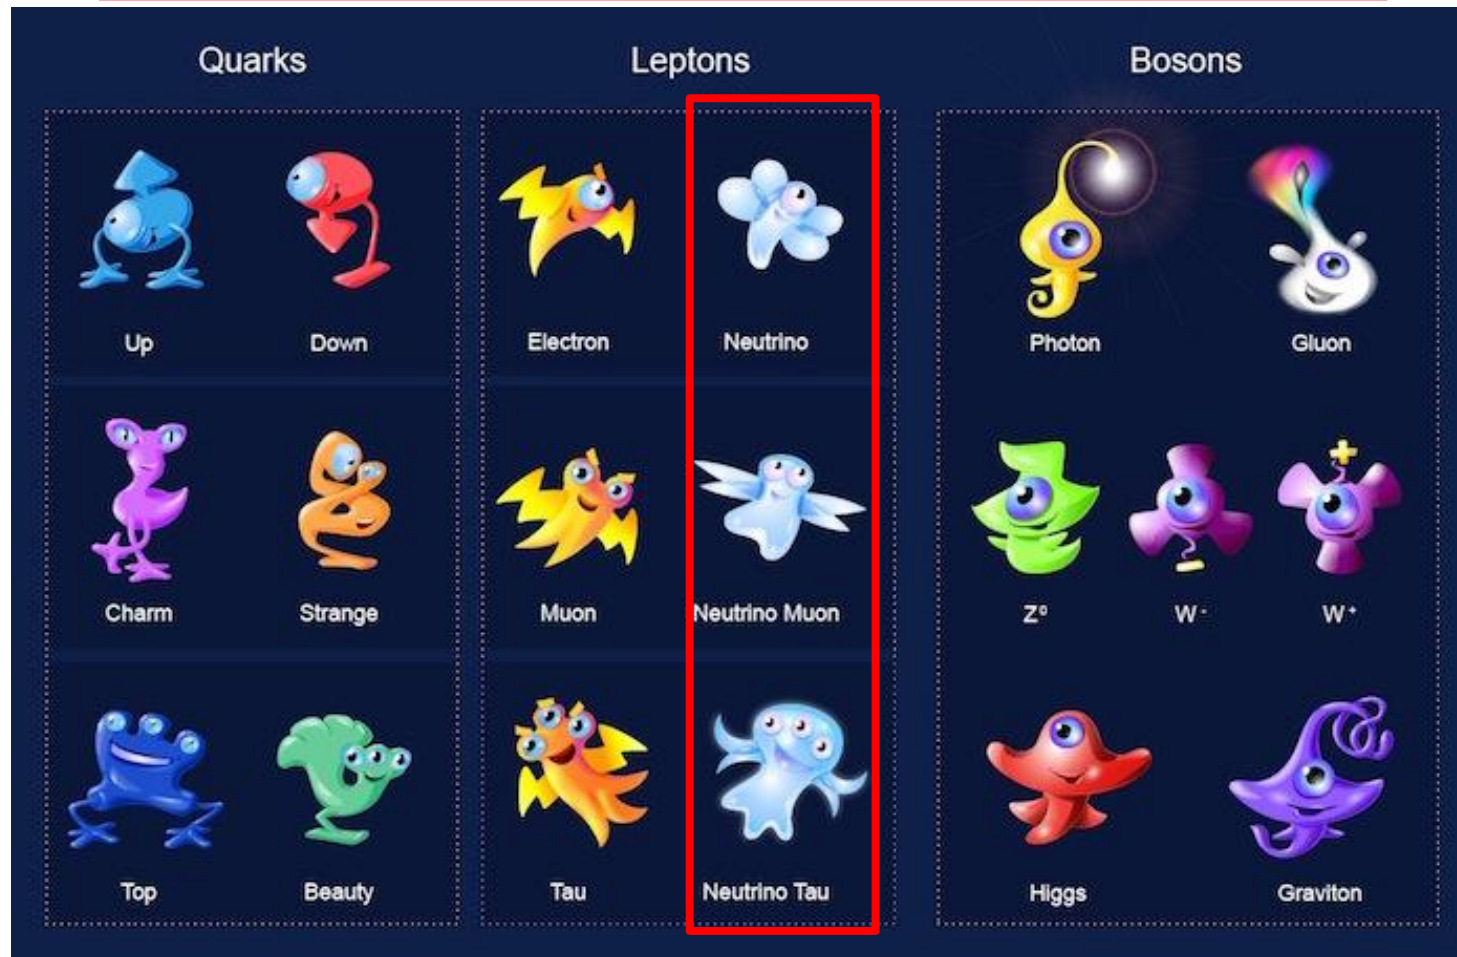 Quarks Leptons Bosons
Up Down Electron Neutrino Photon Gluon
Charm Strange Muon Neutrino Muon Z⁰ W⁻ W⁺
Top Beauty Tau Neutrino Tau Higgs Graviton